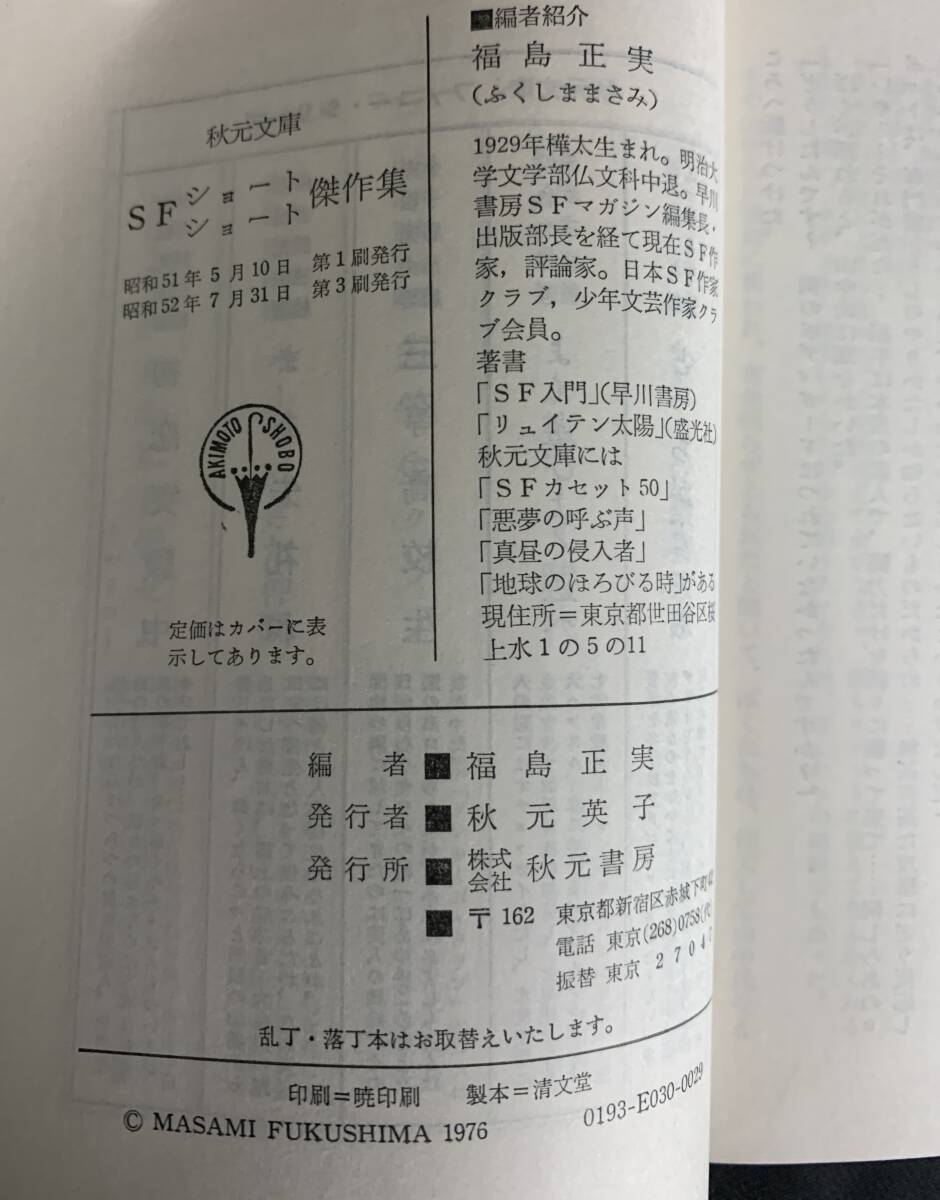 ■編者紹介
福島正実
(ふくしままさみ)
1929年樺太生まれ。明治大
学文学部仏文科中退。早川
書房SFマガジン編集長・
出版部長を経て現在SF作
家，評論家。日本SF作家
クラブ，少年文芸作家クラ
ブ会員。
著書
「SF入門」(早川書房)
「リュイテン太陽」(盛光社)
秋元文庫には
「SFカセット50」
「悪夢の呼ぶ声」
「真昼の侵入者」
「地球のほろびる時」がある
現住所＝東京都世田谷区桜
上水1の5の11
秋元文庫
SFショートショート傑作集
昭和51年5月10日 第1刷発行
昭和52年7月31日 第3刷発行
AKIMOTO SHOBO
定価はカバーに表
示してあります。
編者■福島正実
発行者■秋元英子
発行所■株式会社 秋元書房
■〒162 東京都新宿区赤城下町
電話 東京(268)0758(代)
振替 東京
乱丁・落丁本はお取替えいたします。
印刷＝暁印刷 製本＝清文堂
© MASAMI FUKUSHIMA 1976
0193-E030-0029